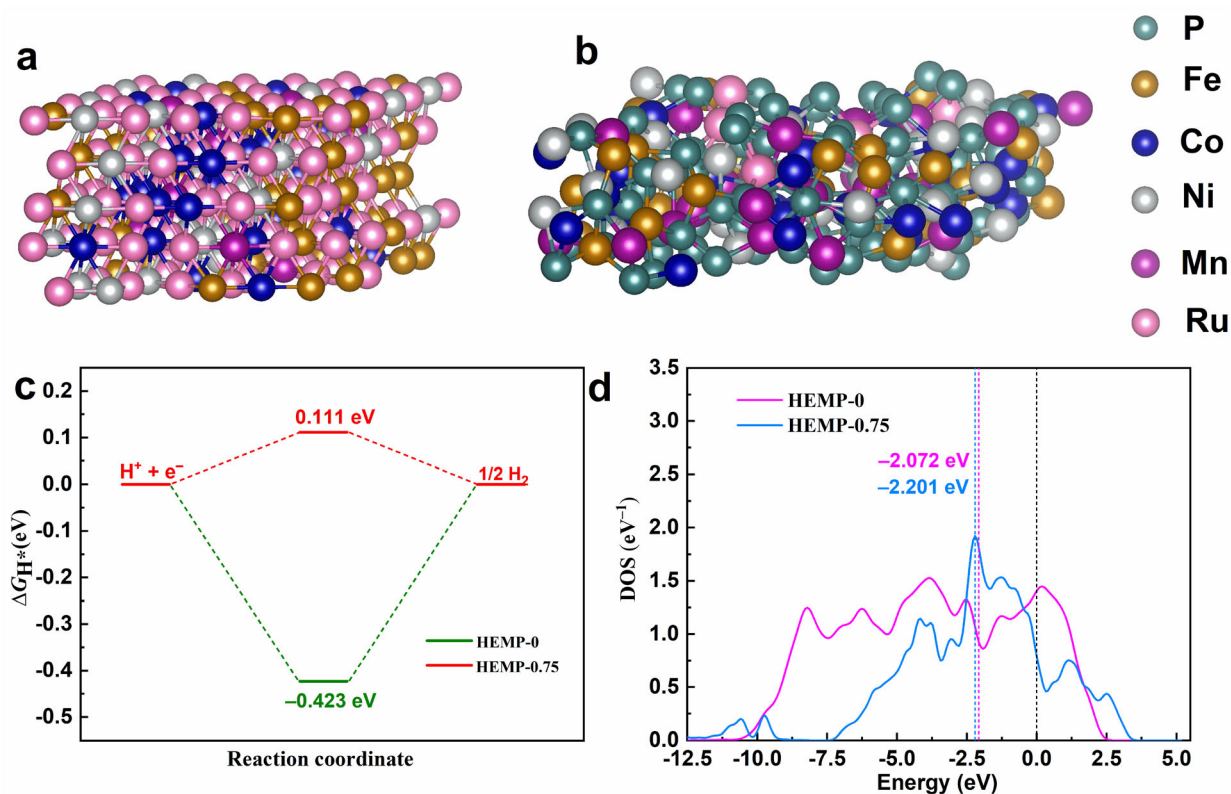 a
b
P
Fe
Co
Ni
Mn
Ru
c
0.2
0.1
0.0
-0.1
-0.2
-0.3
-0.4
-0.5
ΔG_H*(eV)
0.111 eV
H⁺ + e⁻
1/2 H₂
−0.423 eV
HEMP-0
HEMP-0.75
Reaction coordinate
d
3.5
3.0
2.5
2.0
1.5
1.0
0.5
0.0
DOS (eV⁻¹)
HEMP-0
HEMP-0.75
−2.072 eV
−2.201 eV
-12.5 -10.0 -7.5 -5.0 -2.5 0.0 2.5 5.0
Energy (eV)